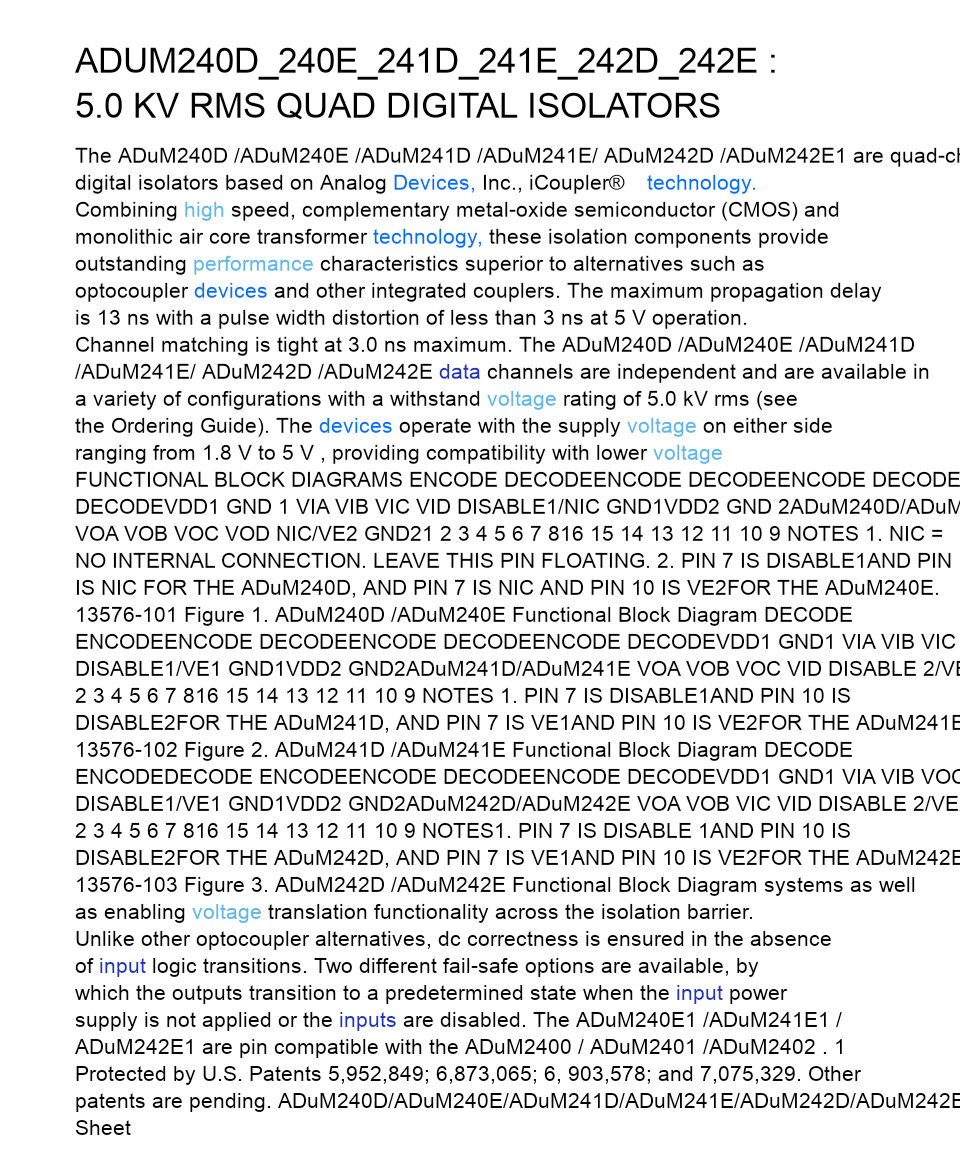 ADUM240D_240E_241D_241E_242D_242E :
5.0 KV RMS QUAD DIGITAL ISOLATORS
The ADuM240D /ADuM240E /ADuM241D /ADuM241E/ ADuM242D /ADuM242E1 are quad-ch
digital isolators based on Analog Devices, Inc., iCoupler® technology.
Combining high speed, complementary metal-oxide semiconductor (CMOS) and
monolithic air core transformer technology, these isolation components provide
outstanding performance characteristics superior to alternatives such as
optocoupler devices and other integrated couplers. The maximum propagation delay
is 13 ns with a pulse width distortion of less than 3 ns at 5 V operation.
Channel matching is tight at 3.0 ns maximum. The ADuM240D /ADuM240E /ADuM241D
/ADuM241E/ ADuM242D /ADuM242E data channels are independent and are available in
a variety of configurations with a withstand voltage rating of 5.0 kV rms (see
the Ordering Guide). The devices operate with the supply voltage on either side
ranging from 1.8 V to 5 V , providing compatibility with lower voltage
FUNCTIONAL BLOCK DIAGRAMS ENCODE DECODEENCODE DECODEENCODE DECODE
DECODEVDD1 GND 1 VIA VIB VIC VID DISABLE1/NIC GND1VDD2 GND 2ADuM240D/ADuM
VOA VOB VOC VOD NIC/VE2 GND21 2 3 4 5 6 7 816 15 14 13 12 11 10 9 NOTES 1. NIC =
NO INTERNAL CONNECTION. LEAVE THIS PIN FLOATING. 2. PIN 7 IS DISABLE1AND PIN
IS NIC FOR THE ADuM240D, AND PIN 7 IS NIC AND PIN 10 IS VE2FOR THE ADuM240E.
13576-101 Figure 1. ADuM240D /ADuM240E Functional Block Diagram DECODE
ENCODEENCODE DECODEENCODE DECODEENCODE DECODEVDD1 GND1 VIA VIB VIC
DISABLE1/VE1 GND1VDD2 GND2ADuM241D/ADuM241E VOA VOB VOC VID DISABLE 2/VE
2 3 4 5 6 7 816 15 14 13 12 11 10 9 NOTES 1. PIN 7 IS DISABLE1AND PIN 10 IS
DISABLE2FOR THE ADuM241D, AND PIN 7 IS VE1AND PIN 10 IS VE2FOR THE ADuM241E
13576-102 Figure 2. ADuM241D /ADuM241E Functional Block Diagram DECODE
ENCODEDECODE ENCODEENCODE DECODEENCODE DECODEVDD1 GND1 VIA VIB VOC
DISABLE1/VE1 GND1VDD2 GND2ADuM242D/ADuM242E VOA VOB VIC VID DISABLE 2/VE
2 3 4 5 6 7 816 15 14 13 12 11 10 9 NOTES1. PIN 7 IS DISABLE 1AND PIN 10 IS
DISABLE2FOR THE ADuM242D, AND PIN 7 IS VE1AND PIN 10 IS VE2FOR THE ADuM242E
13576-103 Figure 3. ADuM242D /ADuM242E Functional Block Diagram systems as well
as enabling voltage translation functionality across the isolation barrier.
Unlike other optocoupler alternatives, dc correctness is ensured in the absence
of input logic transitions. Two different fail-safe options are available, by
which the outputs transition to a predetermined state when the input power
supply is not applied or the inputs are disabled. The ADuM240E1 /ADuM241E1 /
ADuM242E1 are pin compatible with the ADuM2400 / ADuM2401 /ADuM2402 . 1
Protected by U.S. Patents 5,952,849; 6,873,065; 6, 903,578; and 7,075,329. Other
patents are pending. ADuM240D/ADuM240E/ADuM241D/ADuM241E/ADuM242D/ADuM242E
Sheet